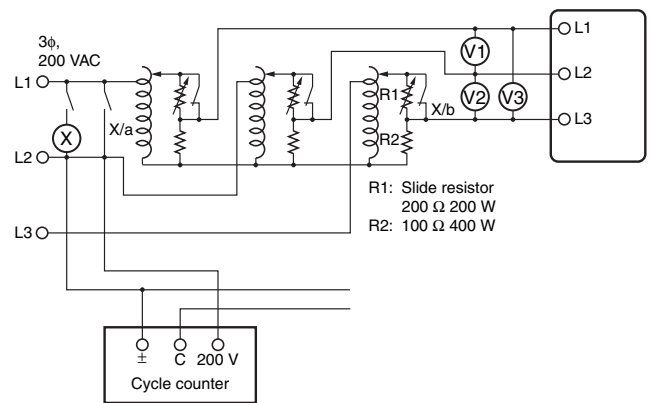 3ϕ,
200 VAC
L1
X
X/a
L2
L3
R1
R2
X/b
V1
V2
V3
L1
L2
L3
R1: Slide resistor
200 Ω 200 W
R2: 100 Ω 400 W
± C 200 V
Cycle counter